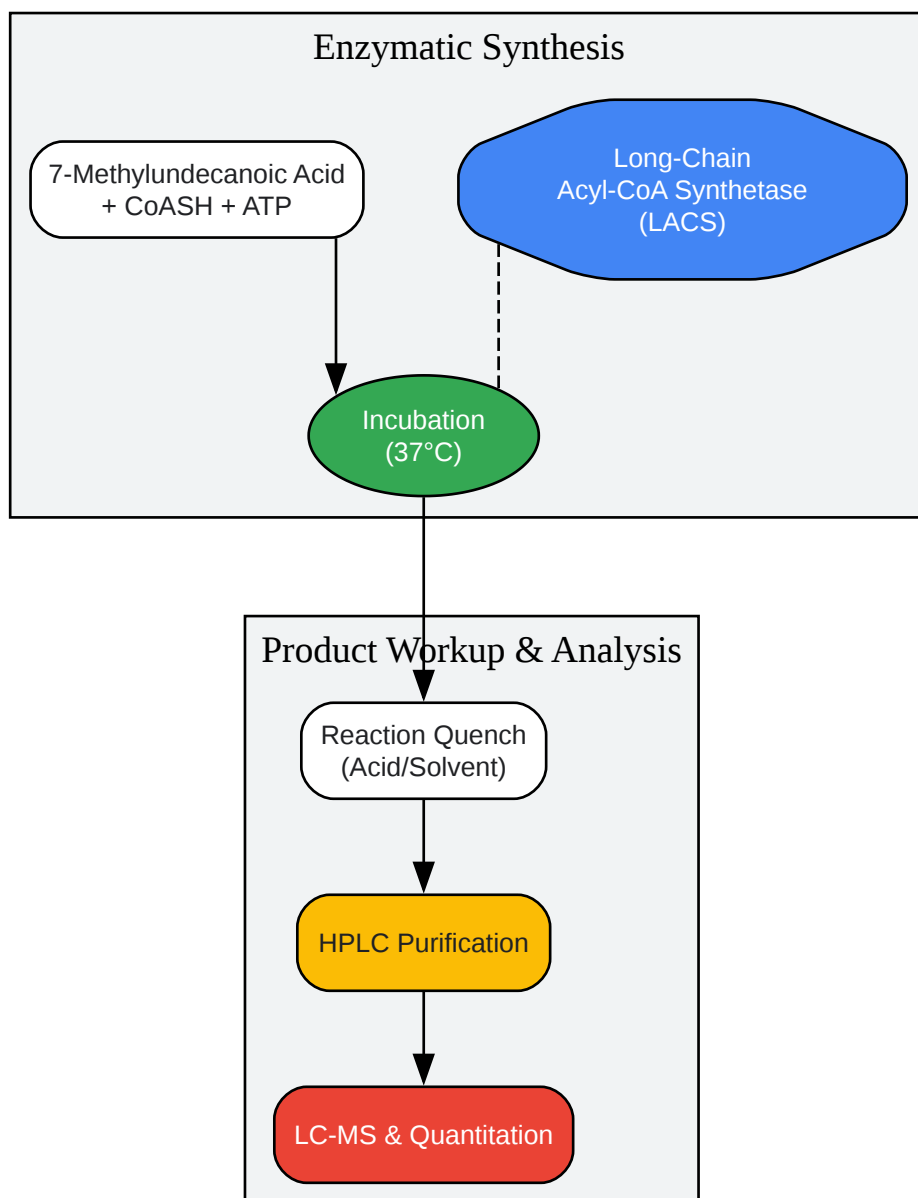 Enzymatic Synthesis
7-Methylundecanoic Acid
+ CoASH + ATP
Long-Chain
Acyl-CoA Synthetase
(LACS)
Incubation
(37°C)
Product Workup & Analysis
Reaction Quench
(Acid/Solvent)
HPLC Purification
LC-MS & Quantitation